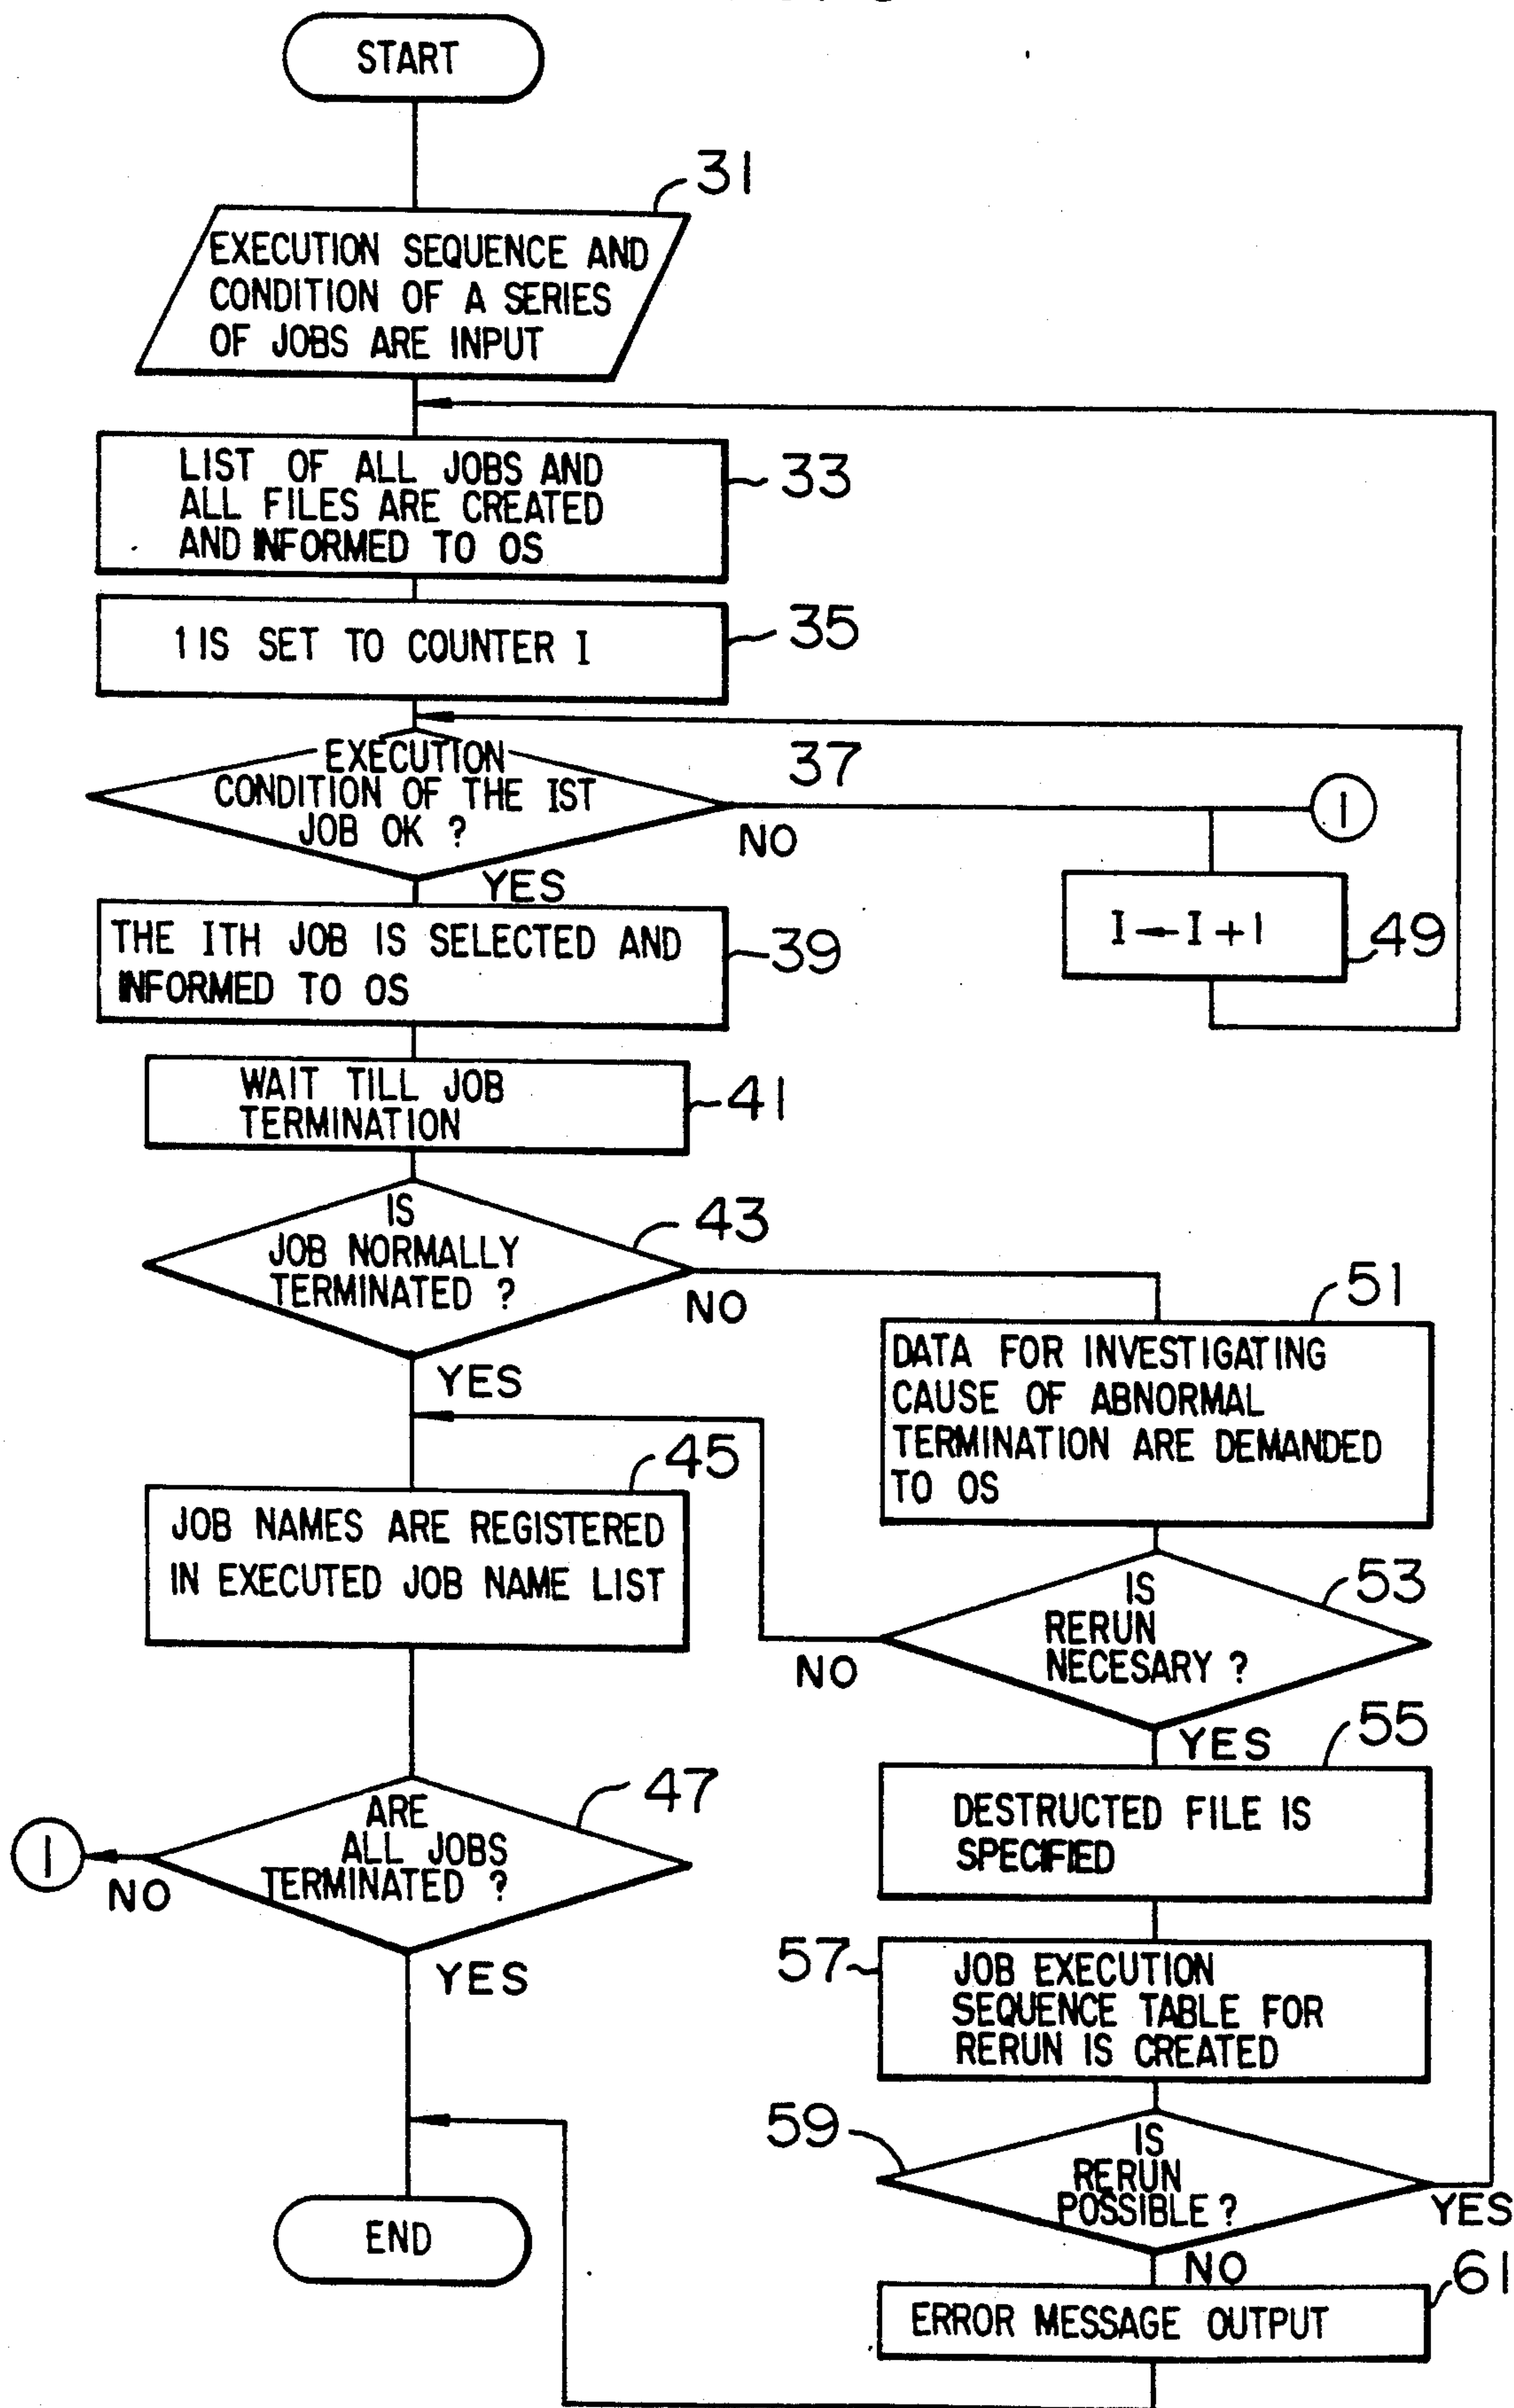 START
31
EXECUTION SEQUENCE AND
CONDITION OF A SERIES
OF JOBS ARE INPUT
LIST OF ALL JOBS AND
ALL FILES ARE CREATED
AND INFORMED TO OS
33
1 IS SET TO COUNTER I
35
EXECUTION
CONDITION OF THE IST
JOB OK ?
37
NO
1
YES
I←I+1
49
THE ITH JOB IS SELECTED AND
INFORMED TO OS
39
WAIT TILL JOB
TERMINATION
41
IS
JOB NORMALLY
TERMINATED ?
43
NO
YES
51
DATA FOR INVESTIGATING
CAUSE OF ABNORMAL
TERMINATION ARE DEMANDED
TO OS
45
JOB NAMES ARE REGISTERED
IN EXECUTED JOB NAME LIST
IS
RERUN
NECESARY ?
53
NO
YES
55
DESTRUCTED FILE IS
SPECIFIED
ARE
ALL JOBS
TERMINATED ?
47
1
NO
YES
57
JOB EXECUTION
SEQUENCE TABLE FOR
RERUN IS CREATED
59
IS
RERUN
POSSIBLE ?
YES
NO
END
61
ERROR MESSAGE OUTPUT